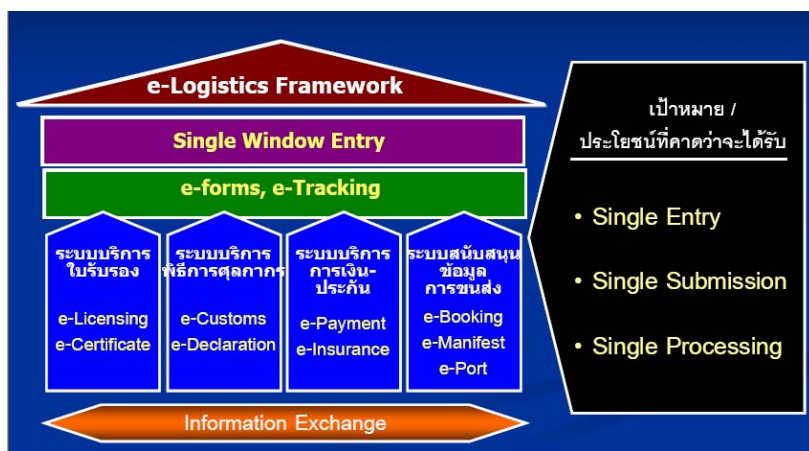 e-Logistics Framework
Single Window Entry
e-forms, e-Tracking
ระบบบริการ
ใบรับรอง
e-Licensing
e-Certificate
ระบบบริการ
พิธีการศุลกากร
e-Customs
e-Declaration
ระบบบริการ
การเงิน-
ประกัน
e-Payment
e-Insurance
ระบบสนับสนุน
ข้อมูล
การขนส่ง
e-Booking
e-Manifest
e-Port
Information Exchange
เป้าหมาย /
ประโยชน์ที่คาดว่าจะได้รับ
• Single Entry
• Single Submission
• Single Processing